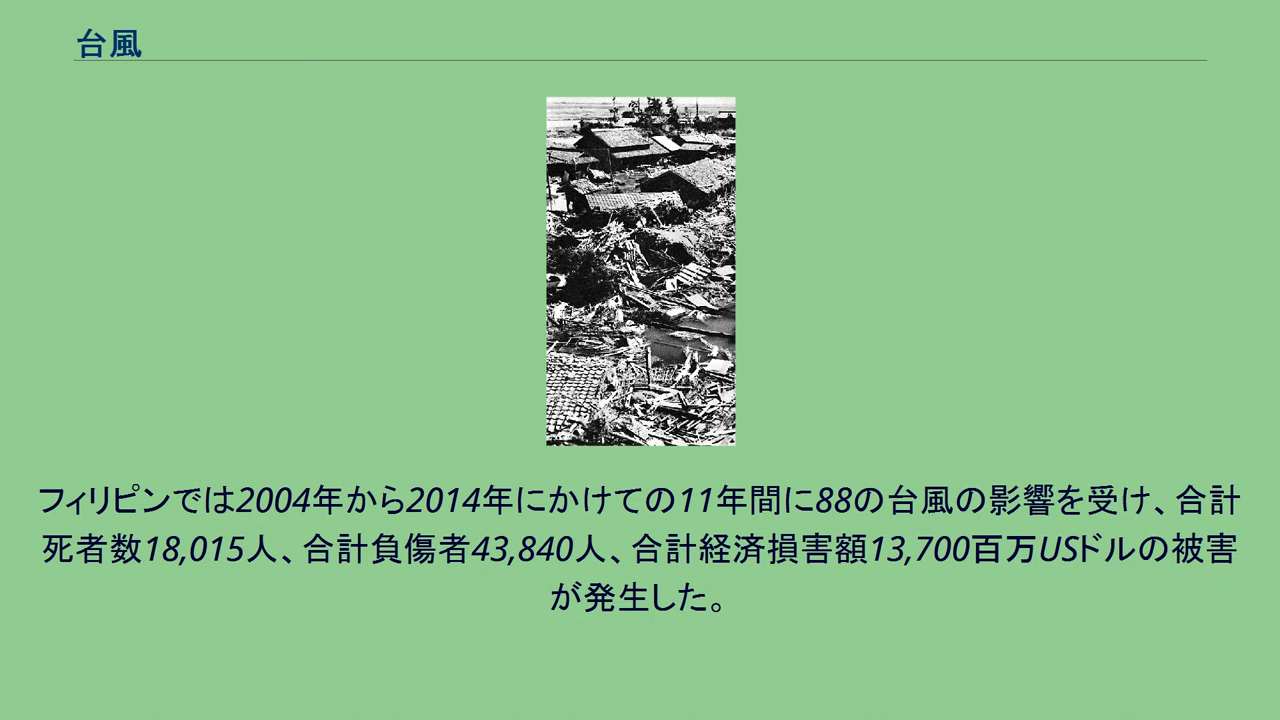 台風
フィリピンでは2004年から2014年にかけての11年間に88の台風の影響を受け、合計
死者数18,015人、合計負傷者43,840人、合計経済損害額13,700百万USドルの被害
が発生した。